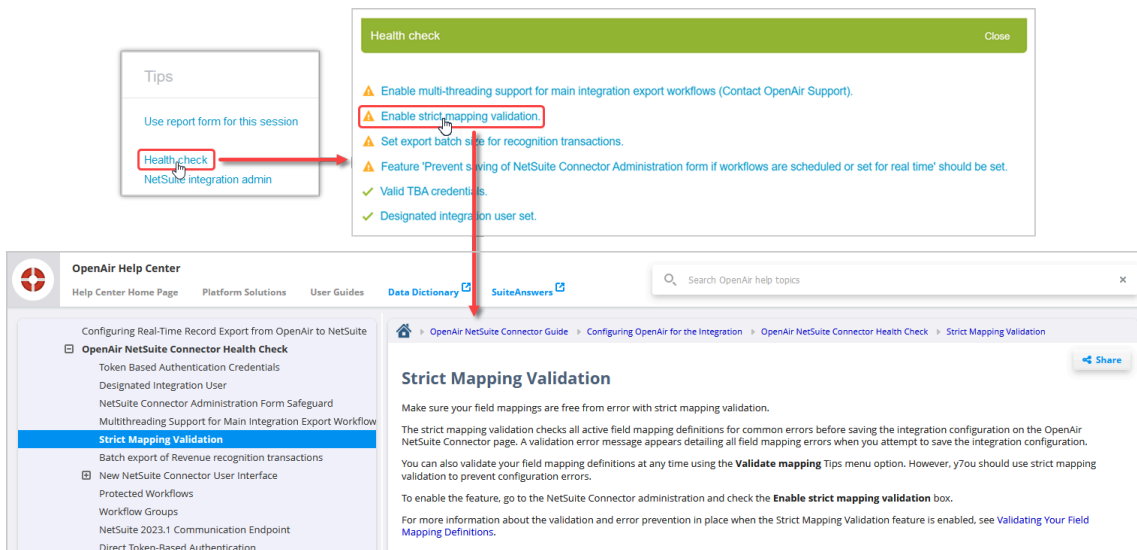 Tips
Use report form for this session
Health check
NetSuite integration admin
Health check
Close
Enable multi-threading support for main integration export workflows (Contact OpenAir Support).
Enable strict mapping validation.
Set export batch size for recognition transactions.
Feature 'Prevent saving of NetSuite Connector Administration form if workflows are scheduled or set for real time' should be set.
Valid TBA credentials.
Designated integration user set.
OpenAir Help Center
Help Center Home Page
Platform Solutions
User Guides
Data Dictionary
SuiteAnswers
Search OpenAir help topics
Configuring Real-Time Record Export from OpenAir to NetSuite
OpenAir NetSuite Connector Health Check
Token Based Authentication Credentials
Designated Integration User
NetSuite Connector Administration Form Safeguard
Multithreading Support for Main Integration Export Workflow
Strict Mapping Validation
Batch export of Revenue recognition transactions
New NetSuite Connector User Interface
Protected Workflows
Workflow Groups
NetSuite 2023.1 Communication Endpoint
Direct Token-Based Authentication
OpenAir NetSuite Connector Guide
Configuring OpenAir for the Integration
OpenAir NetSuite Connector Health Check
Strict Mapping Validation
Share
Strict Mapping Validation
Make sure your field mappings are free from error with strict mapping validation.
The strict mapping validation checks all active field mapping definitions for common errors before saving the integration configuration on the OpenAir
NetSuite Connector page. A validation error message appears detailing all field mapping errors when you attempt to save the integration configuration.
You can also validate your field mapping definitions at any time using the Validate mapping Tips menu option. However, y7ou should use strict mapping
validation to prevent configuration errors.
To enable the feature, go to the NetSuite Connector administration and check the Enable strict mapping validation box.
For more information about the validation and error prevention in place when the Strict Mapping Validation feature is enabled, see Validating Your Field
Mapping Definitions.